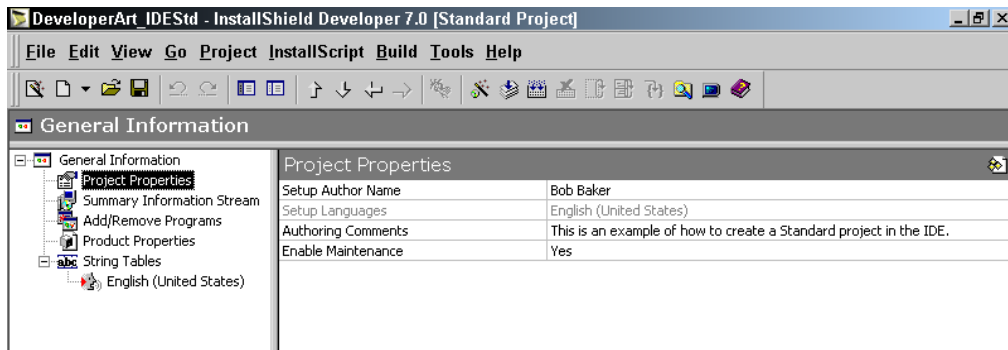 DeveloperArt_IDEStd - InstallShield Developer 7.0 [Standard Project]
File Edit View Go Project InstallScript Build Tools Help
General Information
General Information
Project Properties
Summary Information Stream
Add/Remove Programs
Product Properties
abc String Tables
English (United States)
Project Properties
Setup Author Name Bob Baker
Setup Languages English (United States)
Authoring Comments This is an example of how to create a Standard project in the IDE.
Enable Maintenance Yes